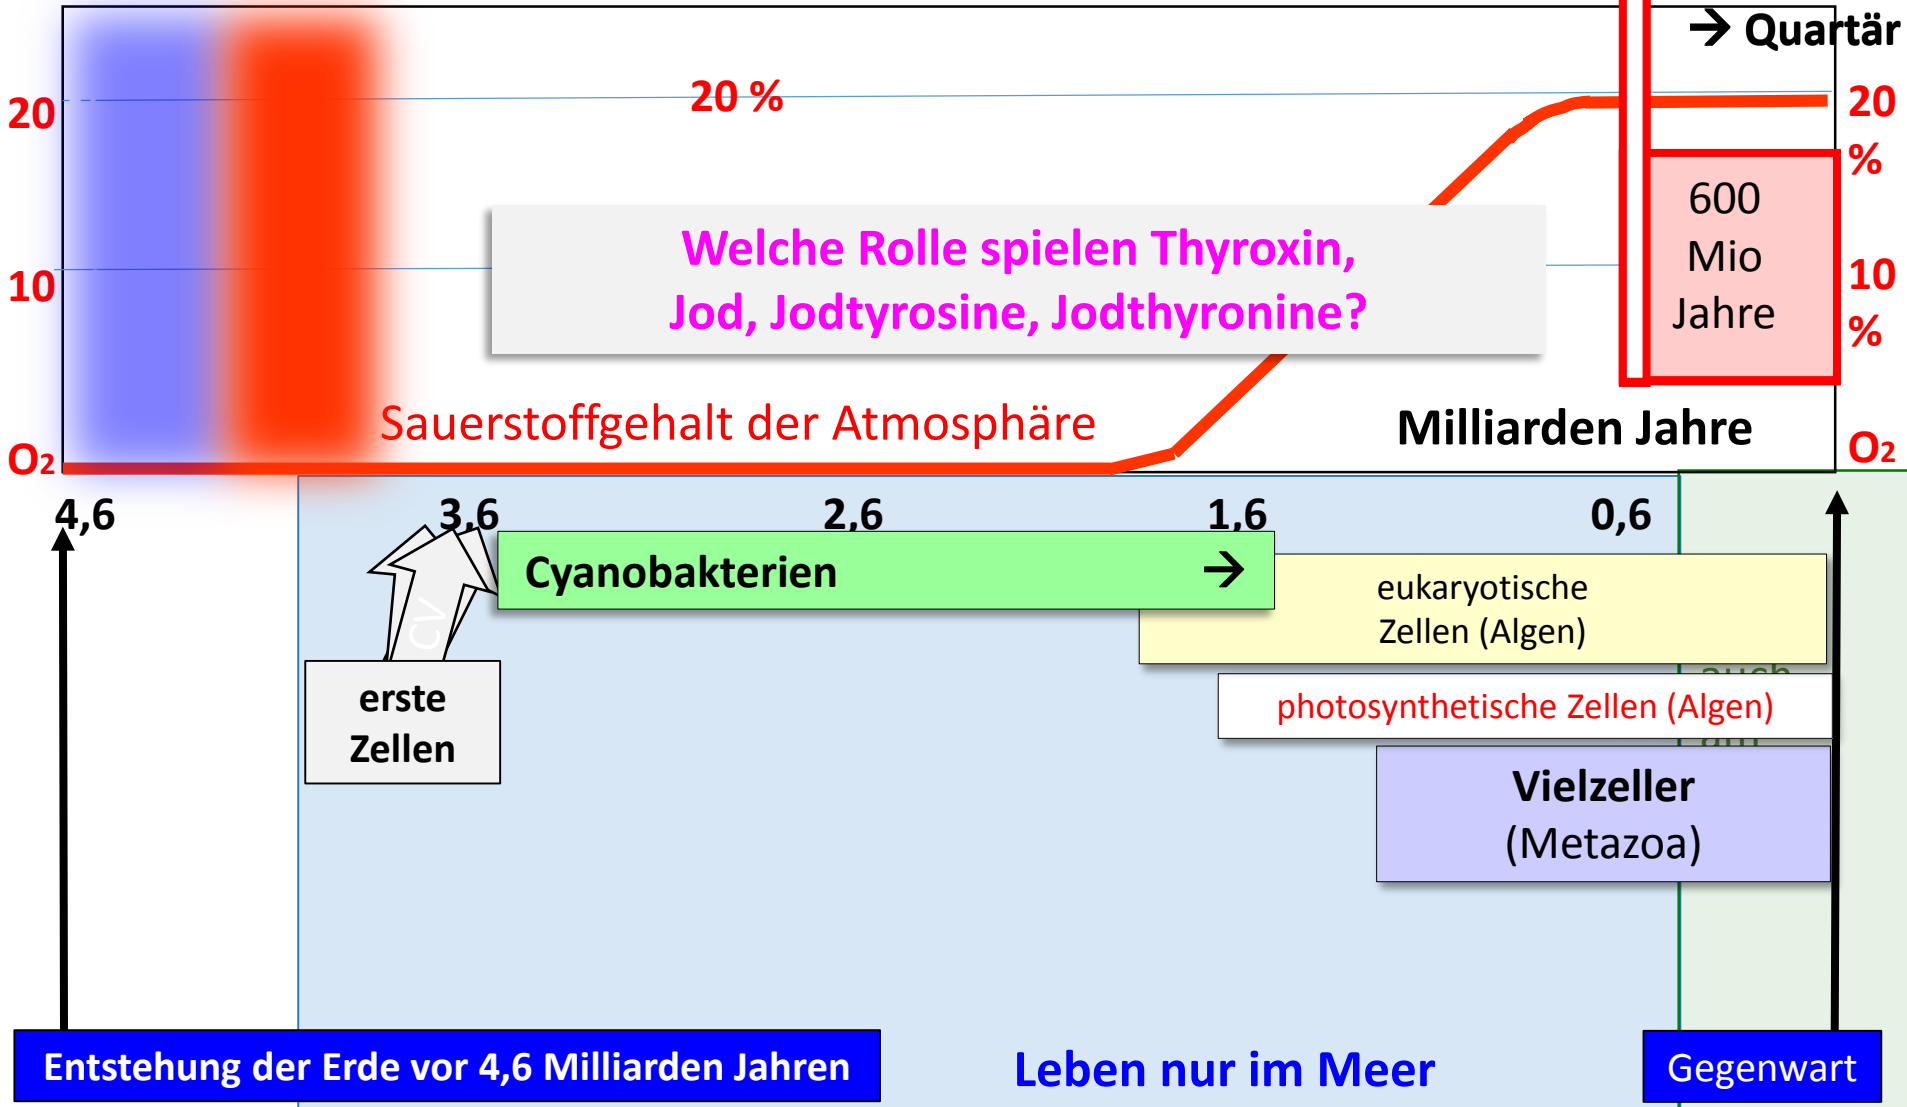 → Quartär
20
20 %
20
%
600
Mio
Jahre
Welche Rolle spielen Thyroxin,
Jod, Jodtyrosine, Jodthyronine?
10
10
%
Sauerstoffgehalt der Atmosphäre
Milliarden Jahre
O2
O2
4,6
3,6
2,6
1,6
0,6
Cyanobakterien →
eukaryotische
Zellen (Algen)
CV
erste
Zellen
auch
photosynthetische Zellen (Algen)
am
Vielzeller
(Metazoa)
Entstehung der Erde vor 4,6 Milliarden Jahren
Leben nur im Meer
Gegenwart